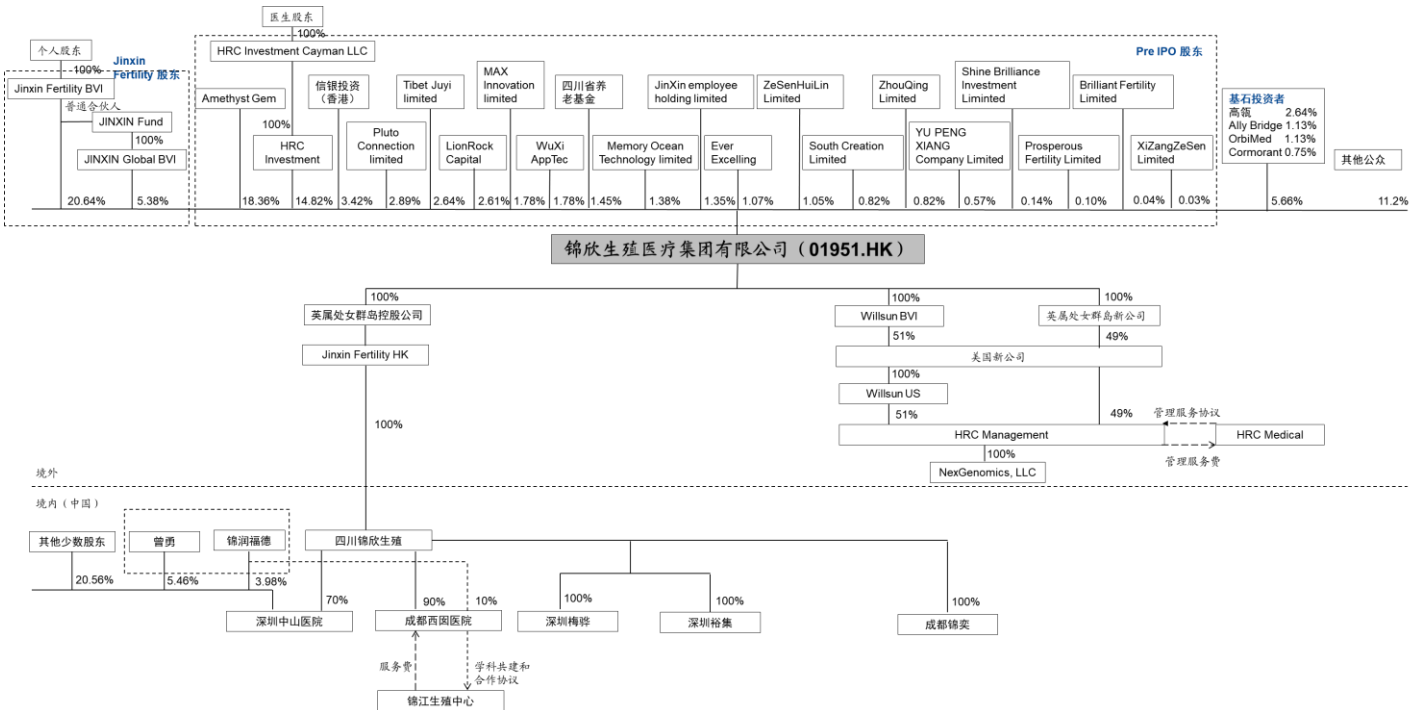 医生股东
100%
个人股东
100%
Jinxin
Fertility 股东
Jinxin Fertility BVI
普通合伙人
JINXIN Fund
100%
JINXIN Global BVI
20.64%
5.38%
Pre IPO 股东
HRC Investment Cayman LLC
Amethyst Gem
100%
HRC
Investment
信银投资
（香港）
Pluto
Connection
limited
Tibet Juyi
limited
LionRock
Capital
MAX
Innovation
limited
WuXi
AppTec
四川省养
老基金
Memory Ocean
Technology limited
JinXin employee
holding limited
Ever
Excelling
ZeSenHuiLin
Limited
South Creation
Limited
ZhouQing
Limited
YU PENG
XIANG
Company Limited
Shine Brilliance
Investment
Liminted
Prosperous
Fertility Limited
Brilliant Fertility
Limited
XiZangZeSen
Limited
18.36%
14.82%
3.42%
2.89%
2.64%
2.61%
1.78%
1.78%
1.45%
1.38%
1.35%
1.07%
1.05%
0.82%
0.82%
0.57%
0.14%
0.10%
0.04%
0.03%
基石投资者
高瓴 2.64%
Ally Bridge 1.13%
OrbiMed 1.13%
Cormorant 0.75%
5.66%
其他公众
11.2%
锦欣生殖医疗集团有限公司（01951.HK）
100%
英属处女群岛控股公司
Jinxin Fertility HK
100%
100%
Willsun BVI
51%
100%
英属处女群岛新公司
49%
美国新公司
100%
Willsun US
51%
49%
HRC Management
管理服务协议
HRC Medical
管理服务费
100%
NexGenomics, LLC
境外
境内（中国）
其他少数股东
曾勇
锦润福德
四川锦欣生殖
20.56%
5.46%
3.98%
70%
90%
10%
100%
100%
100%
深圳中山医院
成都西囡医院
深圳梅骅
深圳裕集
成都锦奕
服务费
学科共建和
合作协议
锦江生殖中心